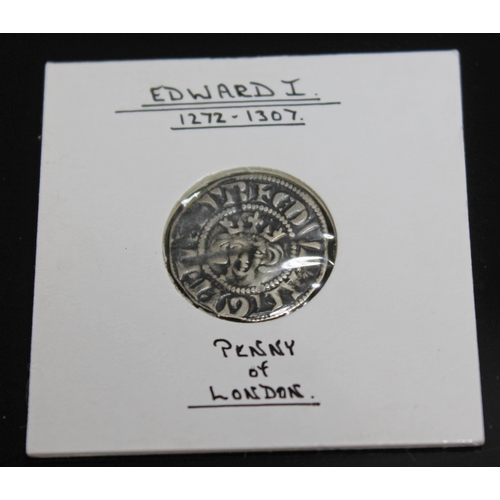 EDWARD I.
1272-1307.
PENNY
of
LONDON.